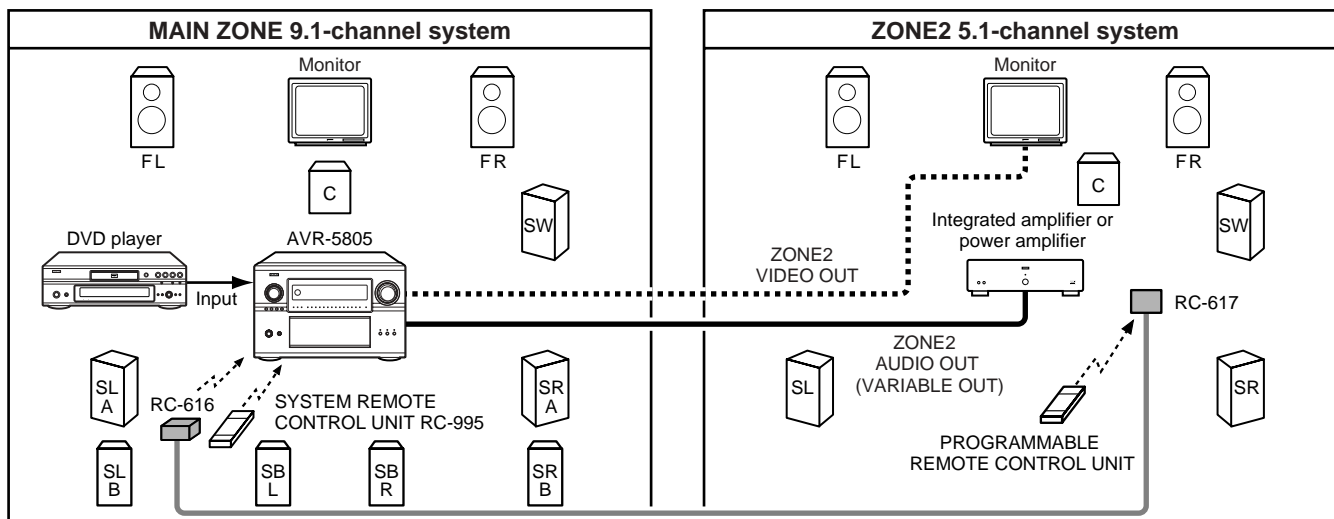 MAIN ZONE 9.1-channel system
Monitor
FL
FR
C
SW
DVD player
AVR-5805
Input
SL
A
RC-616
SYSTEM REMOTE
CONTROL UNIT RC-995
SR
A
SL
B
SB
L
SB
R
SR
B
ZONE2 5.1-channel system
Monitor
FL
FR
C
SW
Integrated amplifier or
power amplifier
ZONE2
VIDEO OUT
RC-617
ZONE2
AUDIO OUT
(VARIABLE OUT)
SL
SR
PROGRAMMABLE
REMOTE CONTROL UNIT